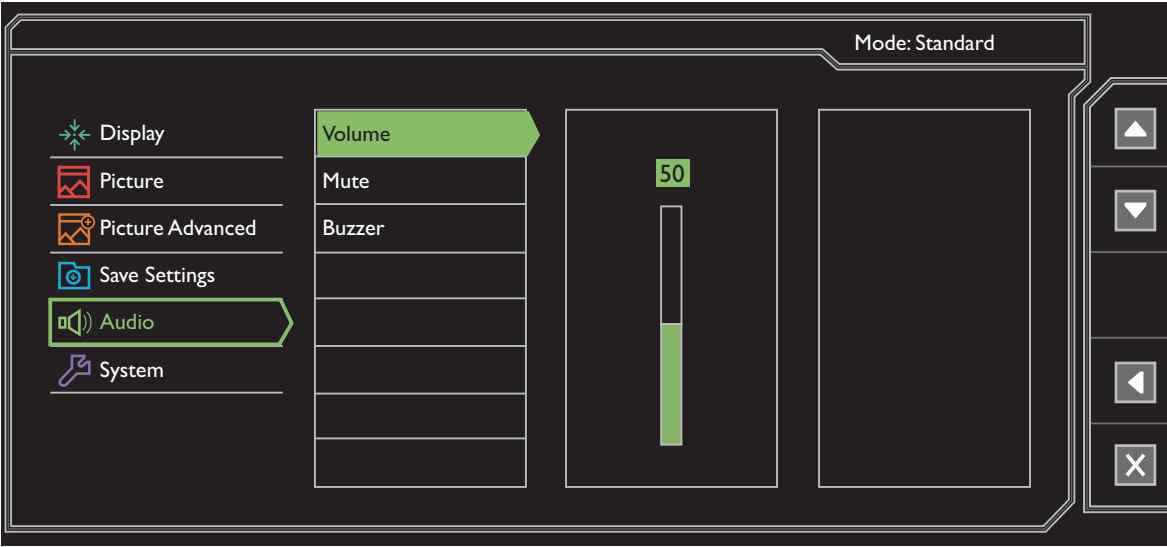 Mode: Standard
Display
Picture
Picture Advanced
Save Settings
Audio
System
Volume
Mute
Buzzer
50